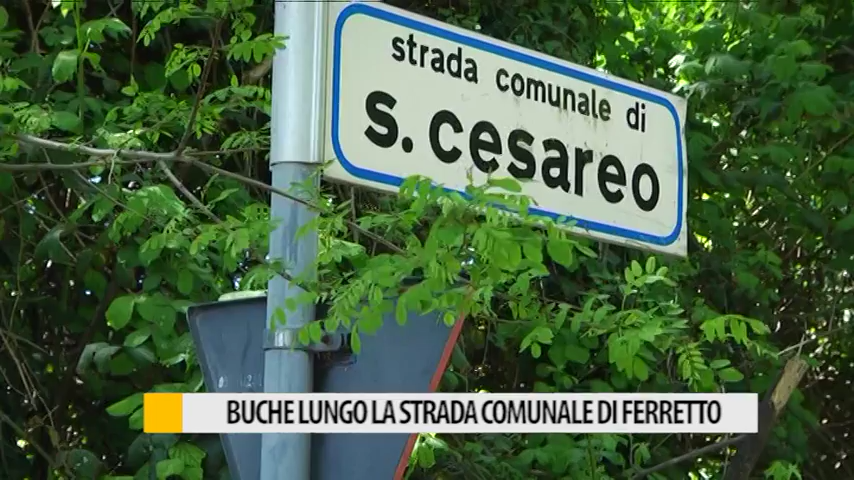 strada comunale di
s. cesareo
BUCHE LUNGO LA STRADA COMUNALE DI FERRETTO